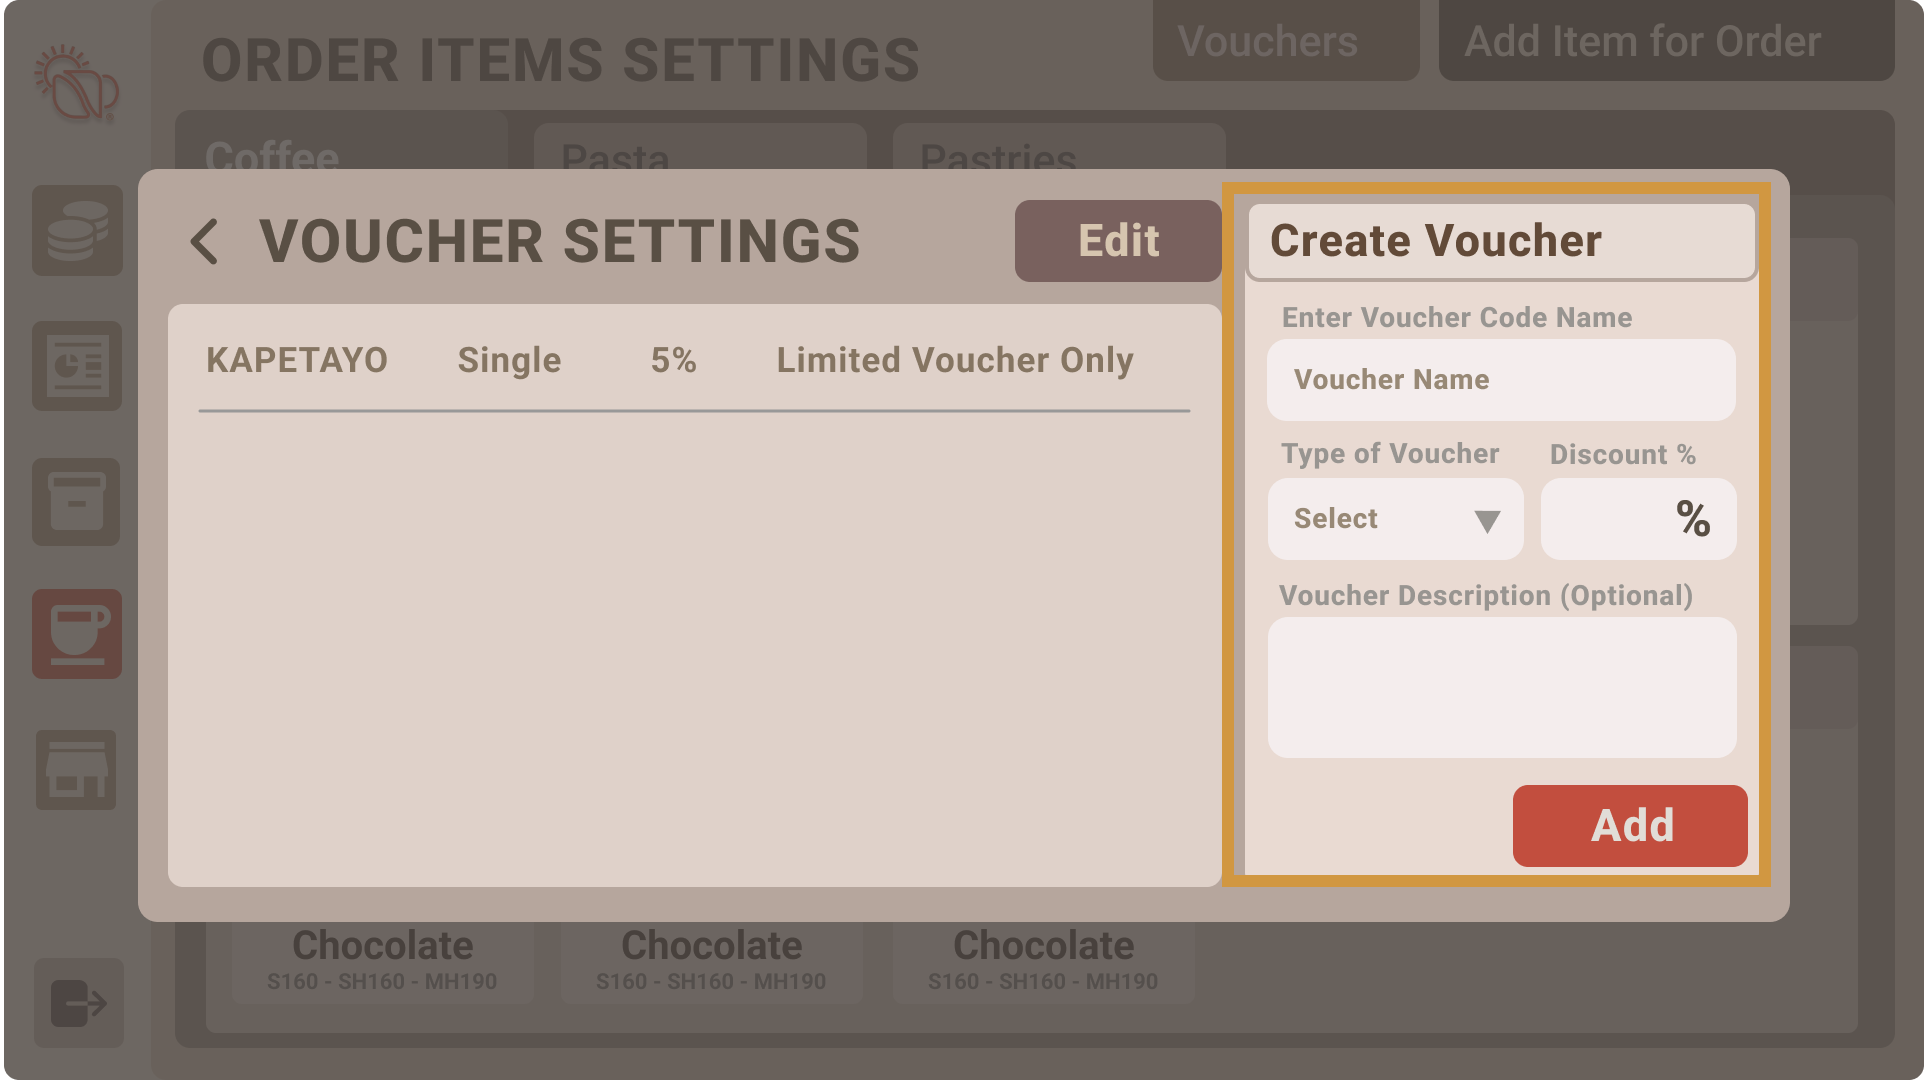 ORDER ITEMS SETTINGS
Vouchers
Add Item for Order
Coffee
Pasta
Pastries
VOUCHER SETTINGS
Edit
KAPETAYO Single 5% Limited Voucher Only
Create Voucher
Enter Voucher Code Name
Voucher Name
Type of Voucher Discount %
Select %
Voucher Description (Optional)
Add
Chocolate Chocolate Chocolate
S160 - SH160 - MH190 S160 - SH160 - MH190 S160 - SH160 - MH190